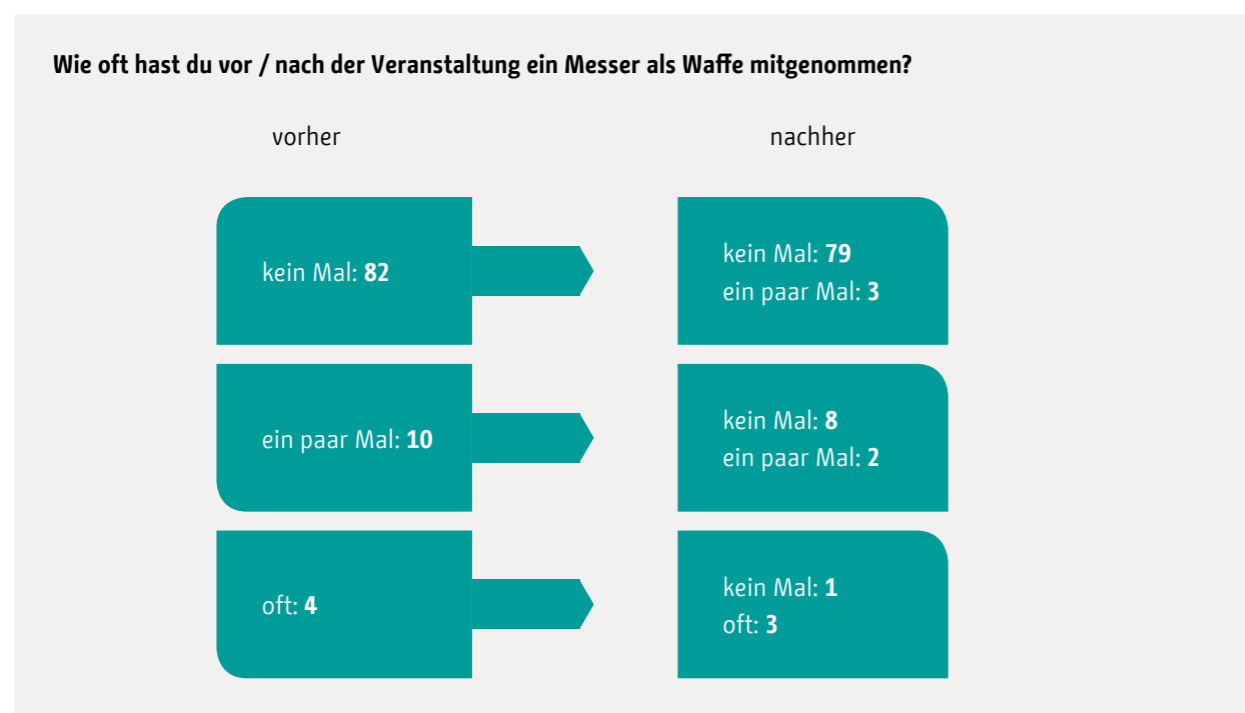 Wie oft hast du vor / nach der Veranstaltung ein Messer als Waffe mitgenommen?
vorher
nachher
kein Mal: 82
kein Mal: 79
ein paar Mal: 3
ein paar Mal: 10
kein Mal: 8
ein paar Mal: 2
oft: 4
kein Mal: 1
oft: 3